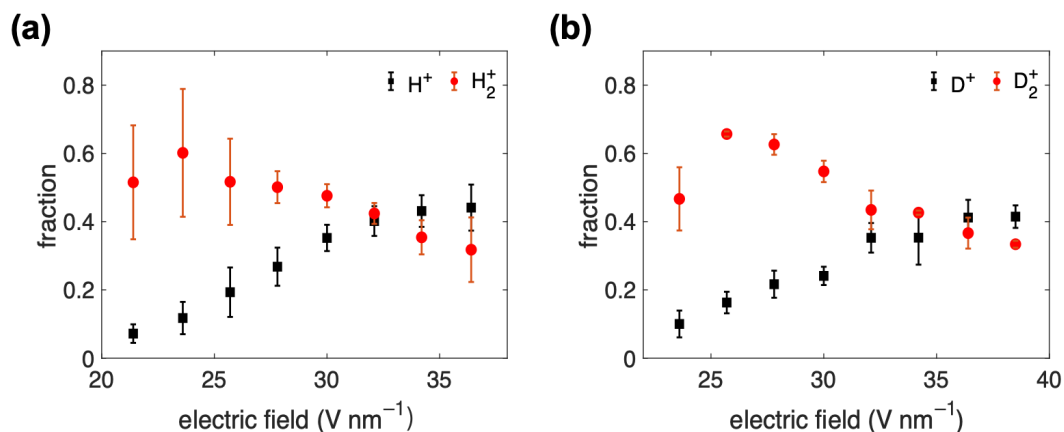 (a)
H⁺ H₂⁺
fraction
0.8
0.6
0.4
0.2
0
20 25 30 35
electric field (V nm⁻¹)
(b)
D⁺ D₂⁺
fraction
0.8
0.6
0.4
0.2
0
25 30 35 40
electric field (V nm⁻¹)